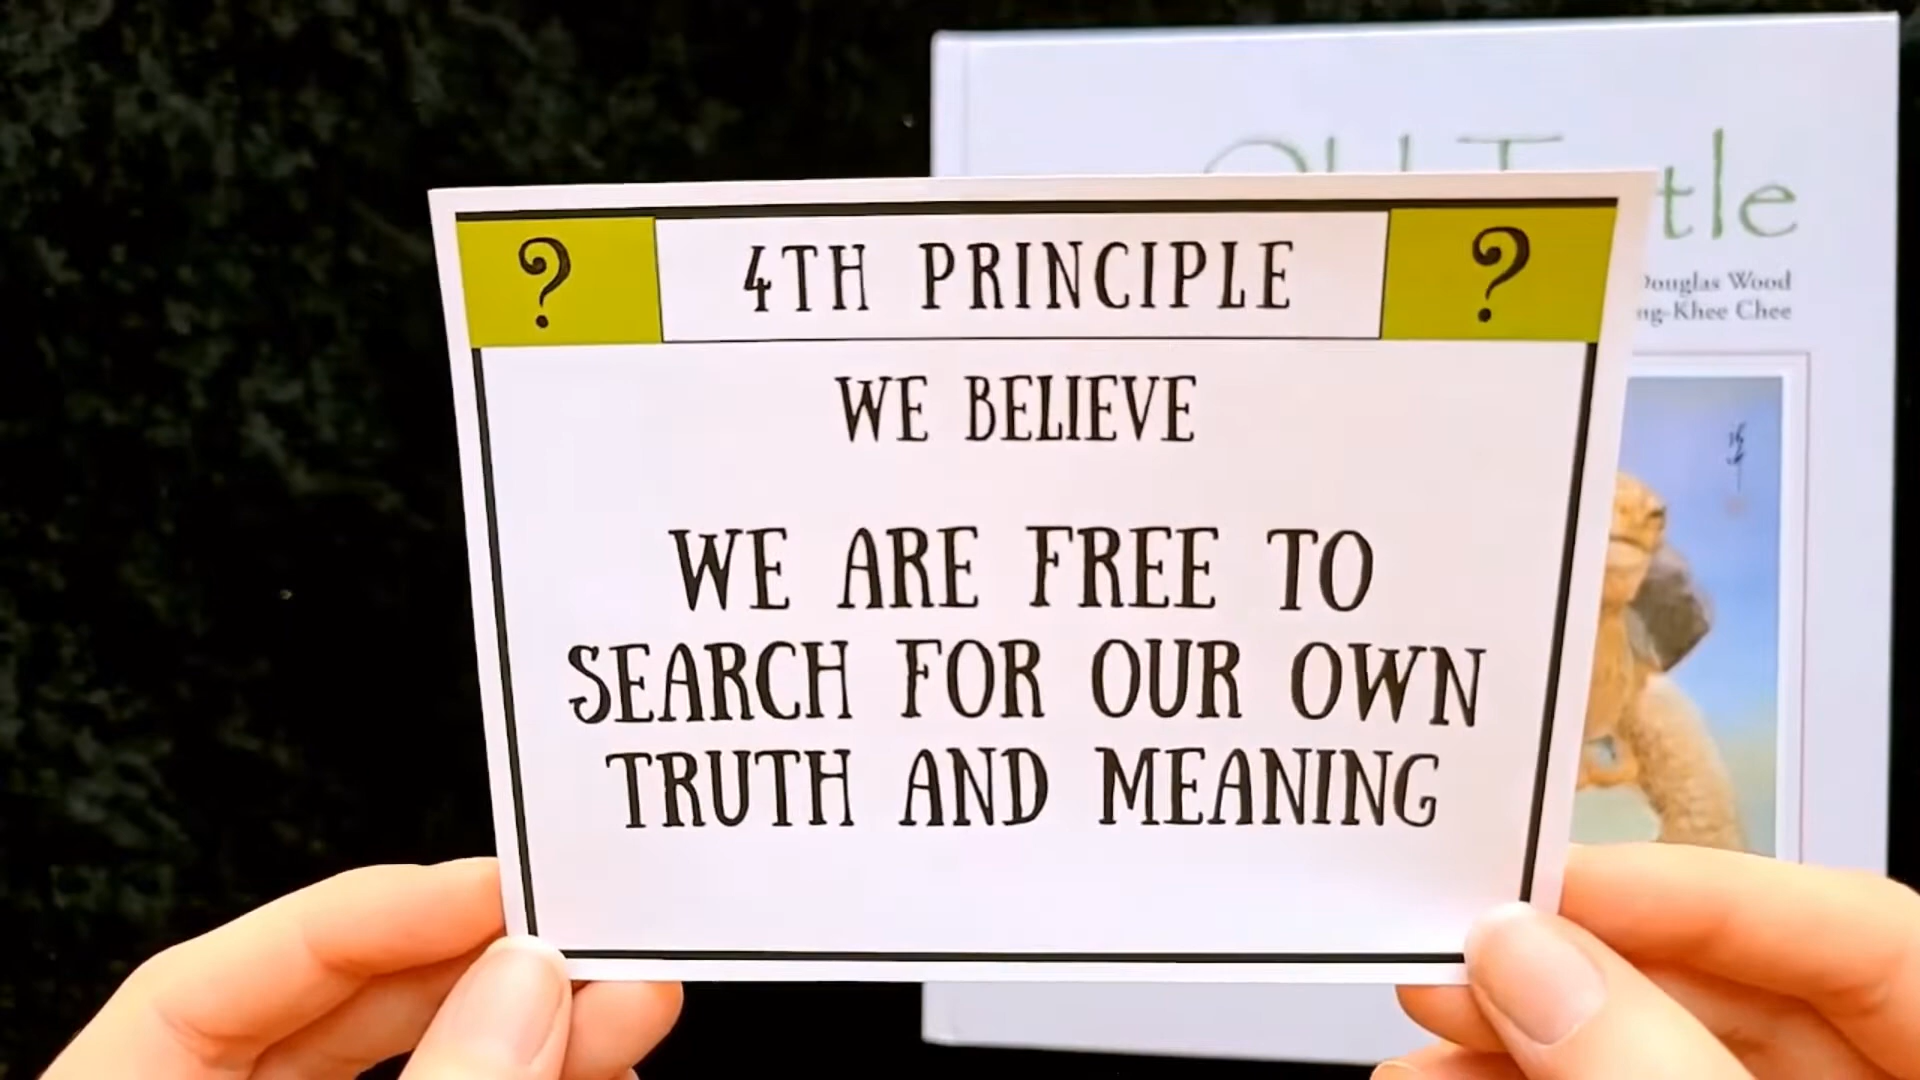 ? 4TH PRINCIPLE ?
WE BELIEVE
WE ARE FREE TO
SEARCH FOR OUR OWN
TRUTH AND MEANING
tle
Douglas Wood
Chee